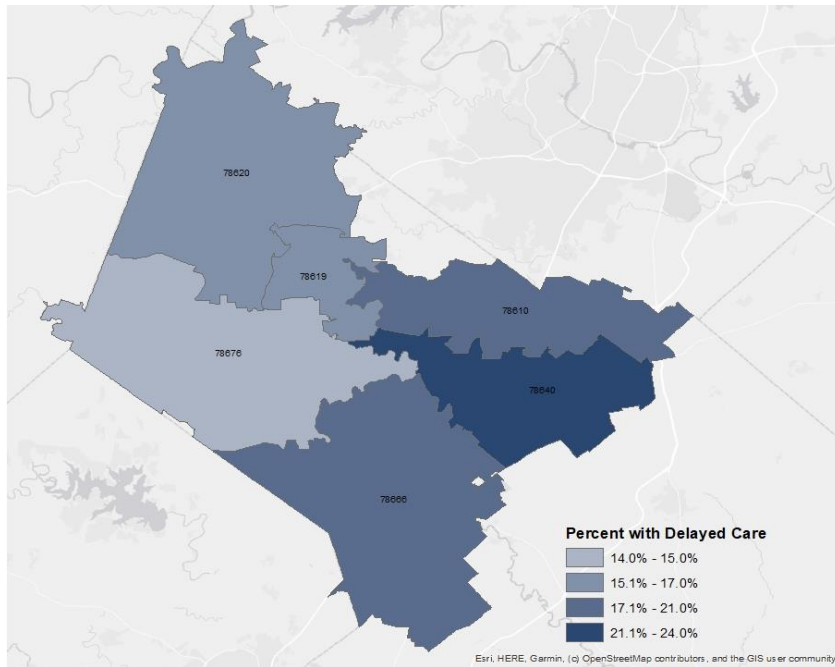 78620
78619
78610
78676
78640
78666
Percent with Delayed Care
14.0% - 15.0%
15.1% - 17.0%
17.1% - 21.0%
21.1% - 24.0%
Esri, HERE, Garmin, (c) OpenStreetMap contributors, and the GIS user community